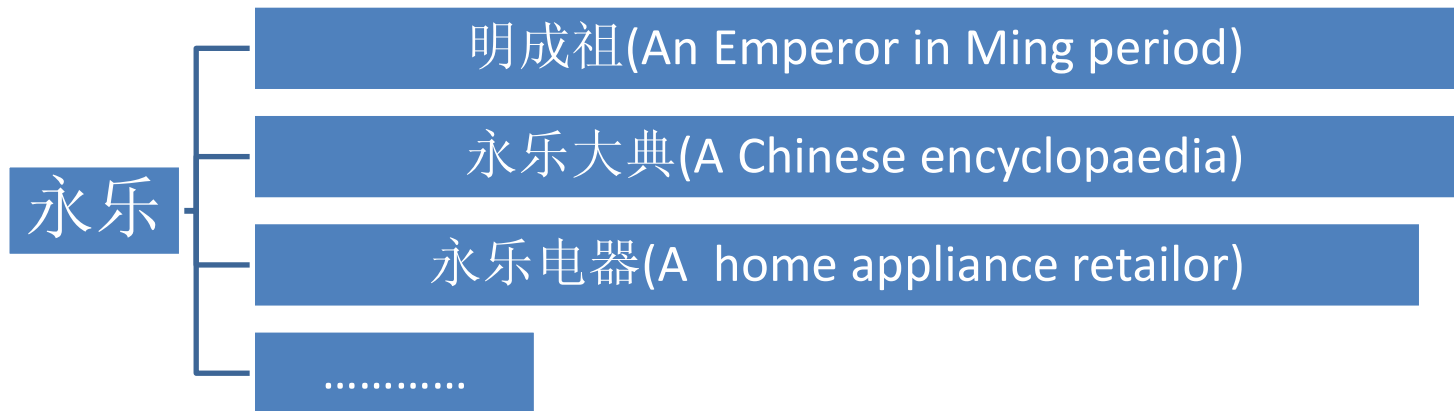 永乐
明成祖(An Emperor in Ming period)
永乐大典(A Chinese encyclopaedia)
永乐电器(A  home appliance retailor)
............